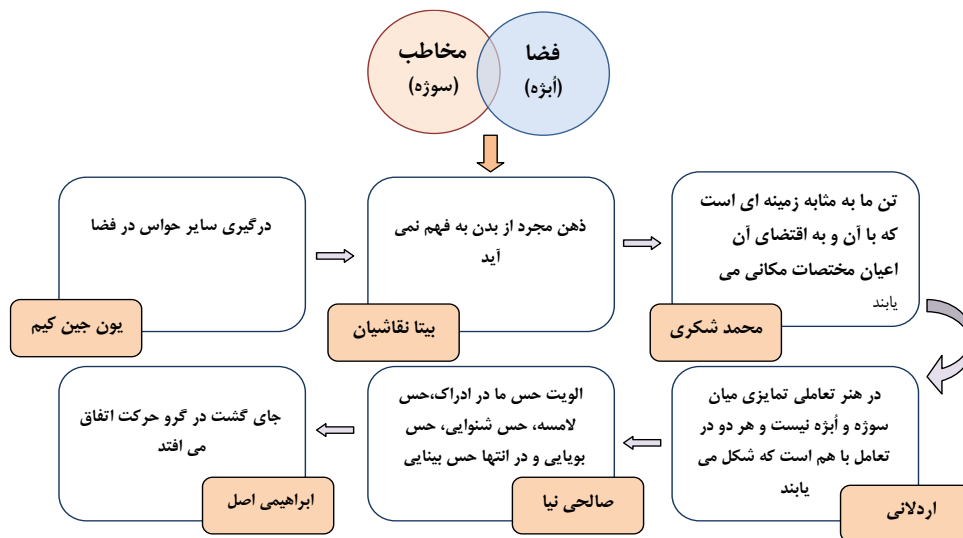 فضا
(اُبژه)
مخاطب
(سوژه)
درگیری سایر حواس در فضا
یون جین کیم
ذهن مجرد از بدن به فهم نمی
آید
بیتا نقاشیان
تن ما به مثابه زمینه ای است
که با آن و به اقتضای آن
اعیان مختصات مکانی می
یابند
محمد شکری
در هنر تعاملی تمایزی میان
سوژه و اُبژه نیست و هر دو در
تعامل با هم است که شکل می
یابند
اردلانی
الویت حس ما در ادراک،حس
لامسه، حس شنوایی، حس
بویایی و در انتها حس بینایی
صالحی نیا
جای گشت در گرو حرکت اتفاق
می افتد
ابراهیمی اصل